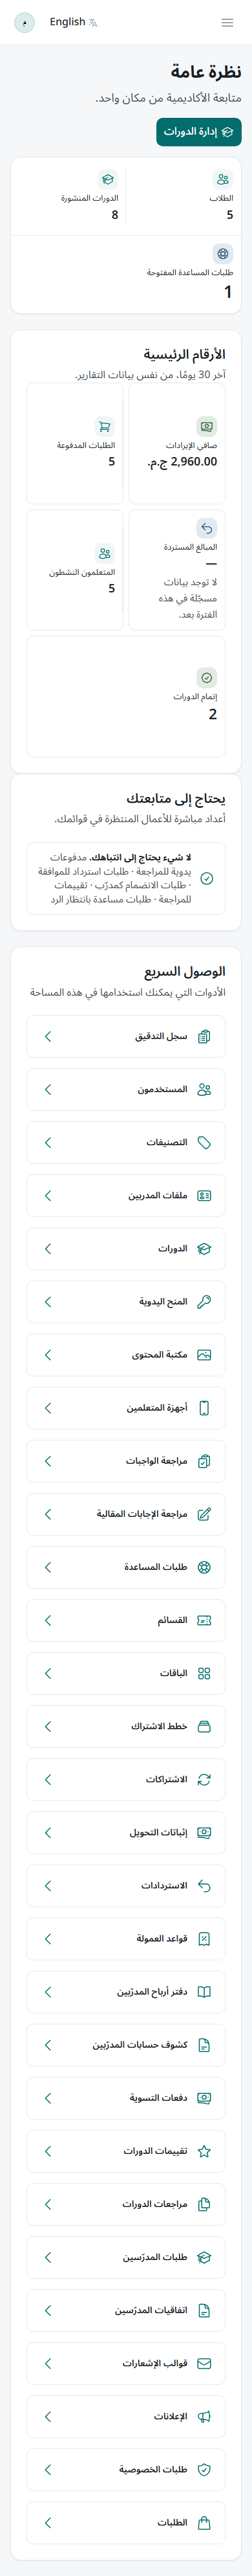 English
م
نظرة عامة
متابعة الأكاديمية من مكان واحد.
إدارة الدورات
الطلاب
5
الدورات المنشورة
8
طلبات المساعدة المفتوحة
1
الأرقام الرئيسية
آخر 30 يومًا، من نفس بيانات التقارير.
صافي الإيرادات
2,960.00 ج.م.
الطلبات المدفوعة
5
المبالغ المستردة
—
لا توجد بيانات
مسجّلة في هذه
الفترة بعد.
المتعلمون النشطون
5
إتمام الدورات
2
يحتاج إلى متابعتك
أعداد مباشرة للأعمال المنتظرة في قوائمك.
لا شيء يحتاج إلى انتباهك. مدفوعات
يدوية للمراجعة · طلبات استرداد للموافقة
· طلبات الانضمام كمدرّب · تقييمات
للمراجعة · طلبات مساعدة بانتظار الرد
الوصول السريع
الأدوات التي يمكنك استخدامها في هذه المساحة
سجل التدقيق
المستخدمون
التصنيفات
ملفات المدربين
الدورات
المنح اليدوية
مكتبة المحتوى
أجهزة المتعلمين
مراجعة الواجبات
مراجعة الإجابات المقالية
طلبات المساعدة
القسائم
الباقات
خطط الاشتراك
الاشتراكات
إثباتات التحويل
الاستردادات
قواعد العمولة
دفتر أرباح المدرّبين
كشوف حسابات المدرّبين
دفعات التسوية
تقييمات الدورات
مراجعات الدورات
طلبات المدرّسين
اتفاقيات المدرّسين
قوالب الإشعارات
الإعلانات
طلبات الخصوصية
الطلبات